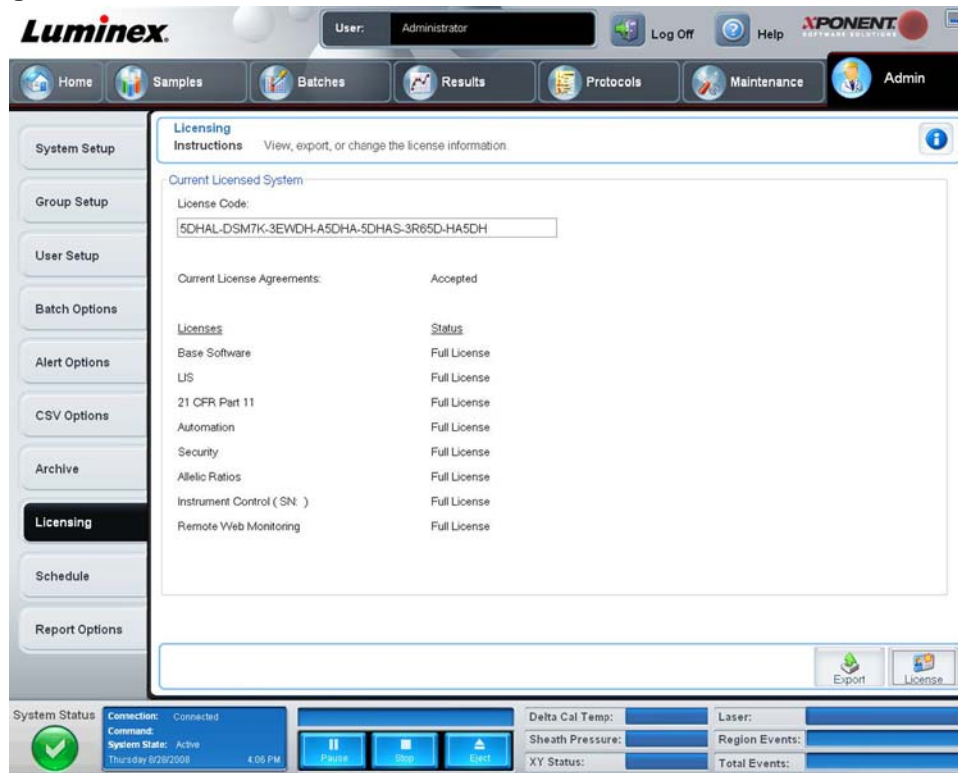 Luminex.
User: Administrator
Log Off
Help
XPONENT
SOFTWARE SOLUTIONS
Home
Samples
Batches
Results
Protocols
Maintenance
Admin
System Setup
Group Setup
User Setup
Batch Options
Alert Options
CSV Options
Archive
Licensing
Schedule
Report Options
Licensing
Instructions View, export, or change the license information.
Current Licensed System
License Code:
5DHAL-DSM7K-3EWDH-A5DHA-5DHAS-3R65D-HA5DH
Current License Agreements: Accepted
Licenses Status
Base Software Full License
LIS Full License
21 CFR Part 11 Full License
Automation Full License
Security Full License
Allelic Ratios Full License
Instrument Control ( SN: ) Full License
Remote Web Monitoring Full License
Export
License
System Status
Connection: Connected
Command:
System State: Active
Thursday 8/28/2008 4:06 PM
Pause
Stop
Eject
Delta Cal Temp:
Sheath Pressure:
XY Status:
Laser:
Region Events:
Total Events: